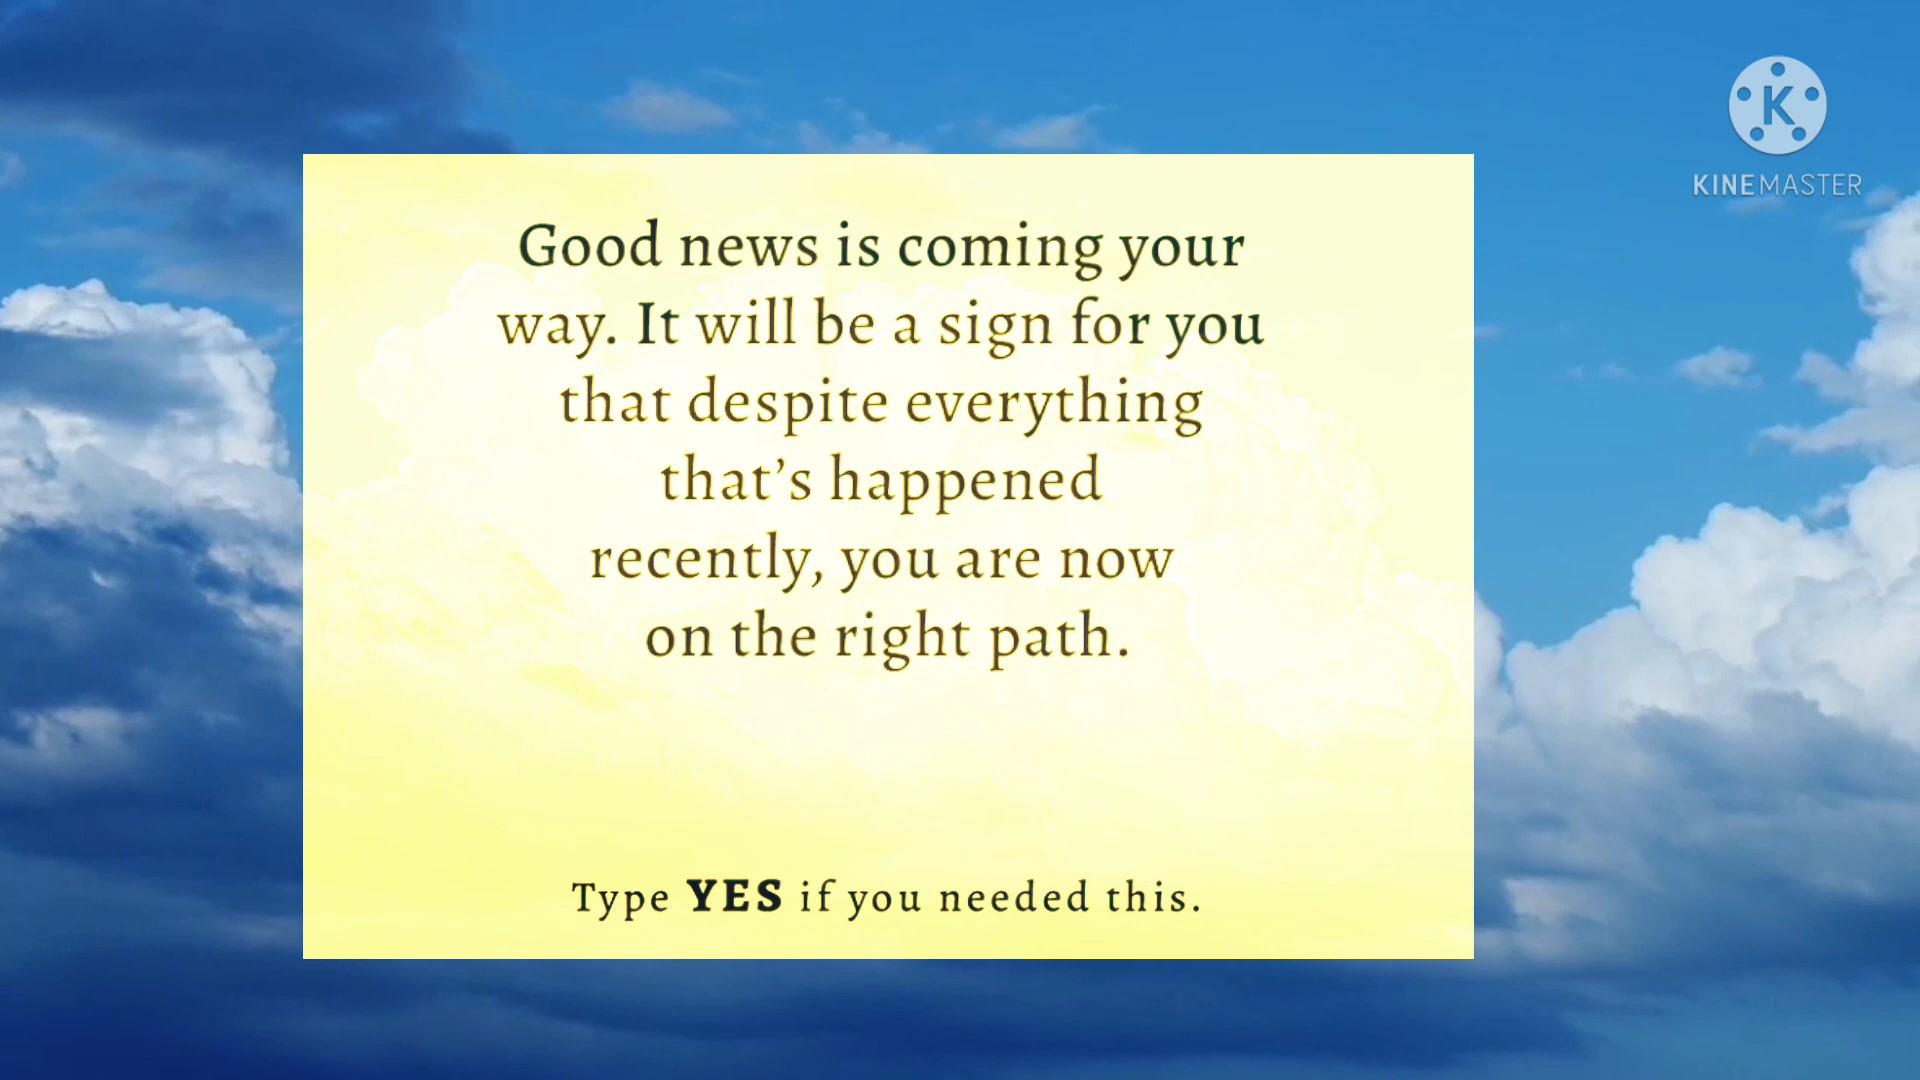 K
KINEMASTER
Good news is coming your
way. It will be a sign for you
that despite everything
that’s happened
recently, you are now
on the right path.
Type YES if you needed this.